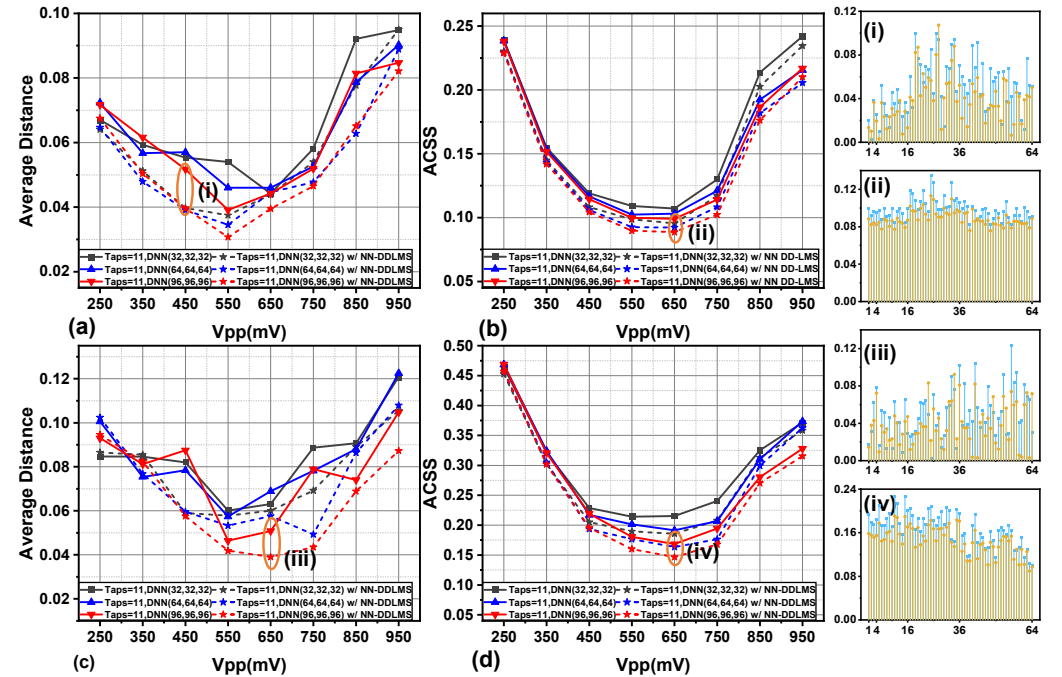 0.10
0.08
0.06
0.04
0.02
Average Distance
250 350 450 550 650 750 850 950
Vpp(mV)
(a)
(i)
Taps=11,DNN(32,32,32)
Taps=11,DNN(64,64,64)
Taps=11,DNN(96,96,96)
Taps=11,DNN(32,32,32) w/ NN-DDLMS
Taps=11,DNN(64,64,64) w/ NN-DDLMS
Taps=11,DNN(96,96,96) w/ NN-DDLMS
0.25
0.20
0.15
0.10
0.05
ACSS
250 350 450 550 650 750 850 950
Vpp(mV)
(b)
(ii)
Taps=11,DNN(32,32,32)
Taps=11,DNN(64,64,64)
Taps=11,DNN(96,96,96)
Taps=11,DNN(32,32,32) w/ NN DD-LMS
Taps=11,DNN(64,64,64) w/ NN DD-LMS
Taps=11,DNN(96,96,96) w/ NN DD-LMS
(i)
0.12
0.08
0.04
0.00
1 4 16 36 64
(ii)
0.12
0.08
0.04
0.00
1 4 16 36 64
0.12
0.10
0.08
0.06
0.04
0.02
Average Distance
250 350 450 550 650 750 850 950
Vpp(mV)
(c)
(iii)
Taps=11,DNN(32,32,32)
Taps=11,DNN(64,64,64)
Taps=11,DNN(96,96,96)
Taps=11,DNN(32,32,32) w/ NN-DDLMS
Taps=11,DNN(64,64,64) w/ NN-DDLMS
Taps=11,DNN(96,96,96) w/ NN-DDLMS
0.50
0.45
0.40
0.35
0.30
0.25
0.20
0.15
0.10
0.05
ACSS
250 350 450 550 650 750 850 950
Vpp(mV)
(d)
(iv)
Taps=11,DNN(32,32,32)
Taps=11,DNN(64,64,64)
Taps=11,DNN(96,96,96)
Taps=11,DNN(32,32,32) w/ NN-DDLMS
Taps=11,DNN(64,64,64) w/ NN-DDLMS
Taps=11,DNN(96,96,96) w/ NN-DDLMS
(iii)
0.12
0.08
0.04
0.00
1 4 16 36 64
(iv)
0.24
0.16
0.08
0.00
1 4 16 36 64